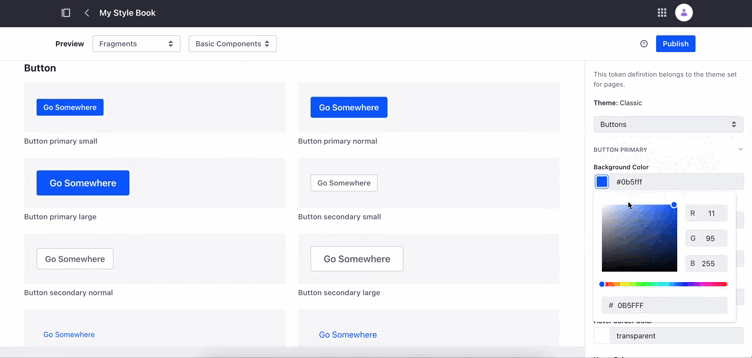 My Style Book
Preview
Fragments
Basic Components
Publish
Button
Go Somewhere
Go Somewhere
Button primary small
Button primary normal
Go Somewhere
Go Somewhere
Button primary large
Button secondary small
Go Somewhere
Go Somewhere
Button secondary normal
Button secondary large
Go Somewhere
Go Somewhere
This token definition belongs to the theme set
for pages.
Theme: Classic
Buttons
BUTTON PRIMARY
Background Color
#0b5fff
R 11
G 95
B 255
# 0B5FFF
transparent